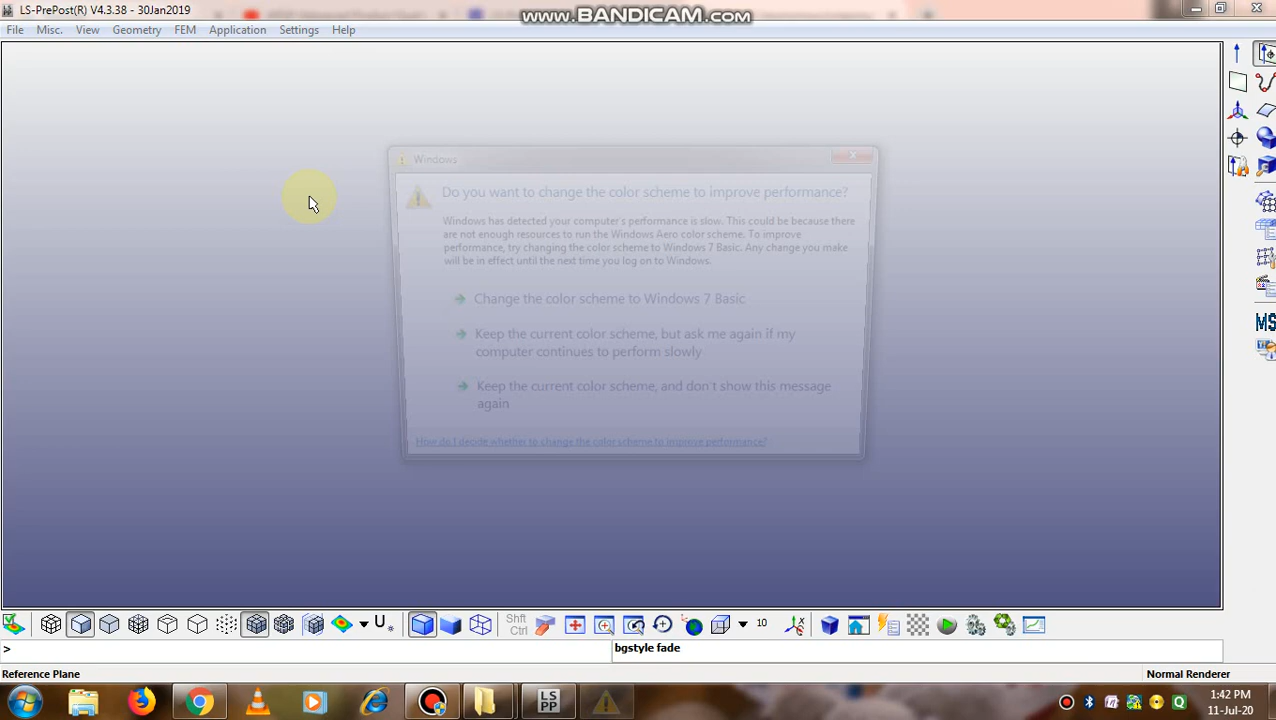 LS-PrePost(R) V4.3.38 - 30Jan2019
www.BANDICAM.com
File Misc. View Geometry FEM Application Settings Help
Windows
Do you want to change the color scheme to improve performance?
Windows has detected your computer's performance is slow. This could be because there
are not enough resources to run the Windows Aero color scheme. To improve
performance, try changing the color scheme to Windows 7 Basic. Any change you make
will be in effect until the next time you log on to Windows.
Change the color scheme to Windows 7 Basic
Keep the current color scheme, but ask me again if my
computer continues to perform slowly
Keep the current color scheme, and don't show this message
again
How do I decide whether to change the color scheme to improve performance?
MS
U.
Shft
Ctrl
10
>
bgstyle fade
Reference Plane
Normal Renderer
LS
PP
1:42 PM
11-Jul-20